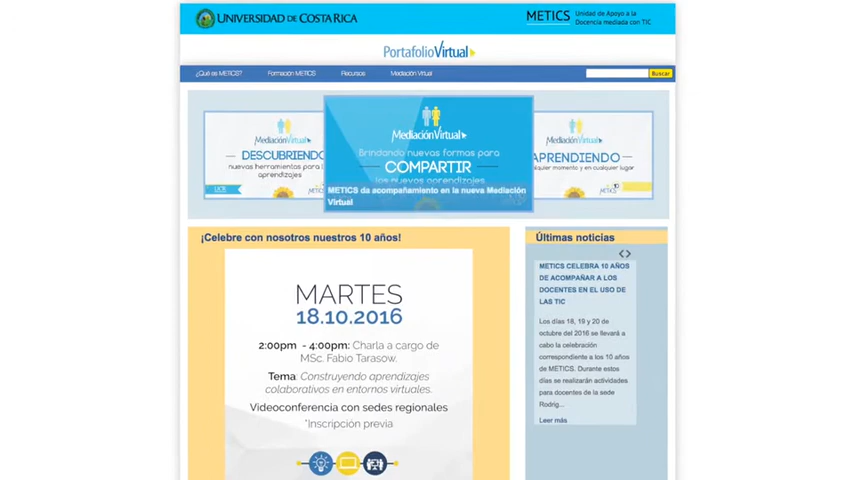 UNIVERSIDAD DE COSTA RICA
METICS
Unidad de Apoyo a la
Docencia mediada con TIC
PortafolioVirtual
¿Qué es METICS?
Formación METICS
Recursos
Mediación Virtual
Buscar
MediaciónVirtual
DESCUBRIENDO
nuevas herramientas para
aprendizajes
UCR
MediaciónVirtual
Brindando nuevas formas para
COMPARTIR
los nuevos aprendizajes
METICS da acompañamiento en la nueva Mediación
Virtual
MediaciónVirtual
APRENDIENDO
quier momento y en cualquier lugar
METICS
¡Celebre con nosotros nuestros 10 años!
MARTES
18.10.2016
2:00pm - 4:00pm: Charla a cargo de
MSc. Fabio Tarasow.
Tema: Construyendo aprendizajes
colaborativos en entornos virtuales.
Videoconferencia con sedes regionales
*Inscripción previa.
Últimas noticias
METICS CELEBRA 10 AÑOS
DE ACOMPAÑAR A LOS
DOCENTES EN EL USO DE
LAS TIC
Los días 18, 19 y 20 de
octubre del 2016 se llevará a
cabo la celebración
correspondiente a los 10 años
de METICS. Durante estos
días se realizarán actividades
para docentes de la sede
Rodrig...
Leer más